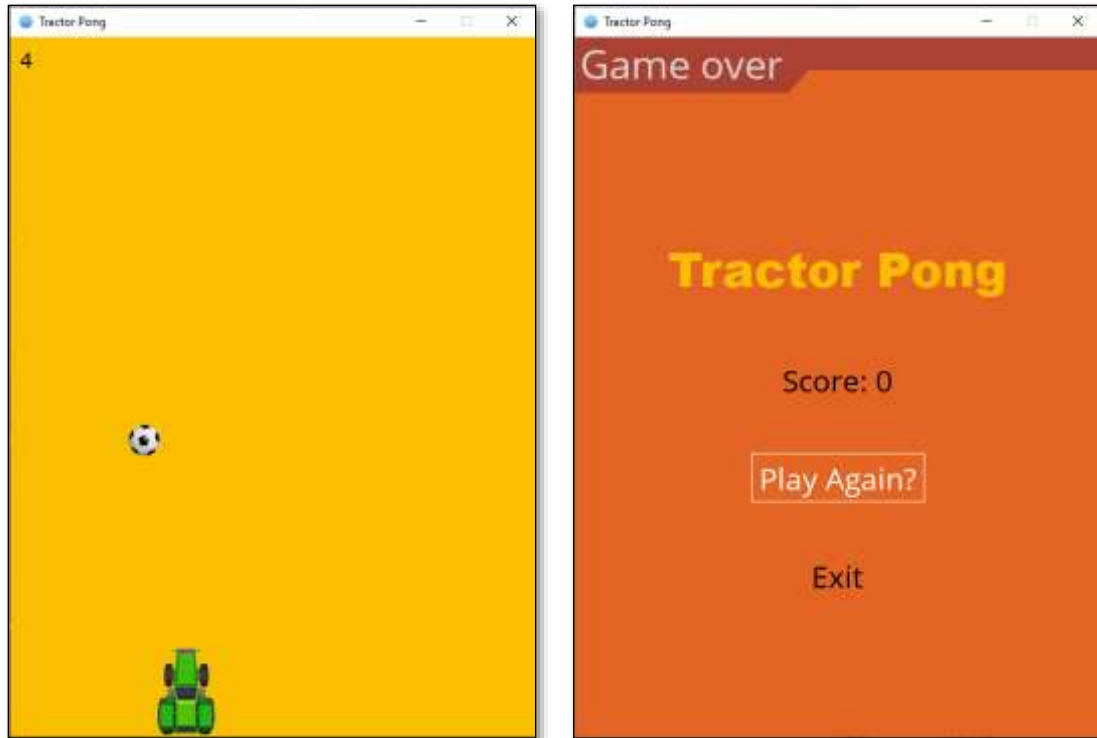 Tractor Pong
4
Tractor Pong
Game over
Tractor Pong
Score: 0
Play Again?
Exit